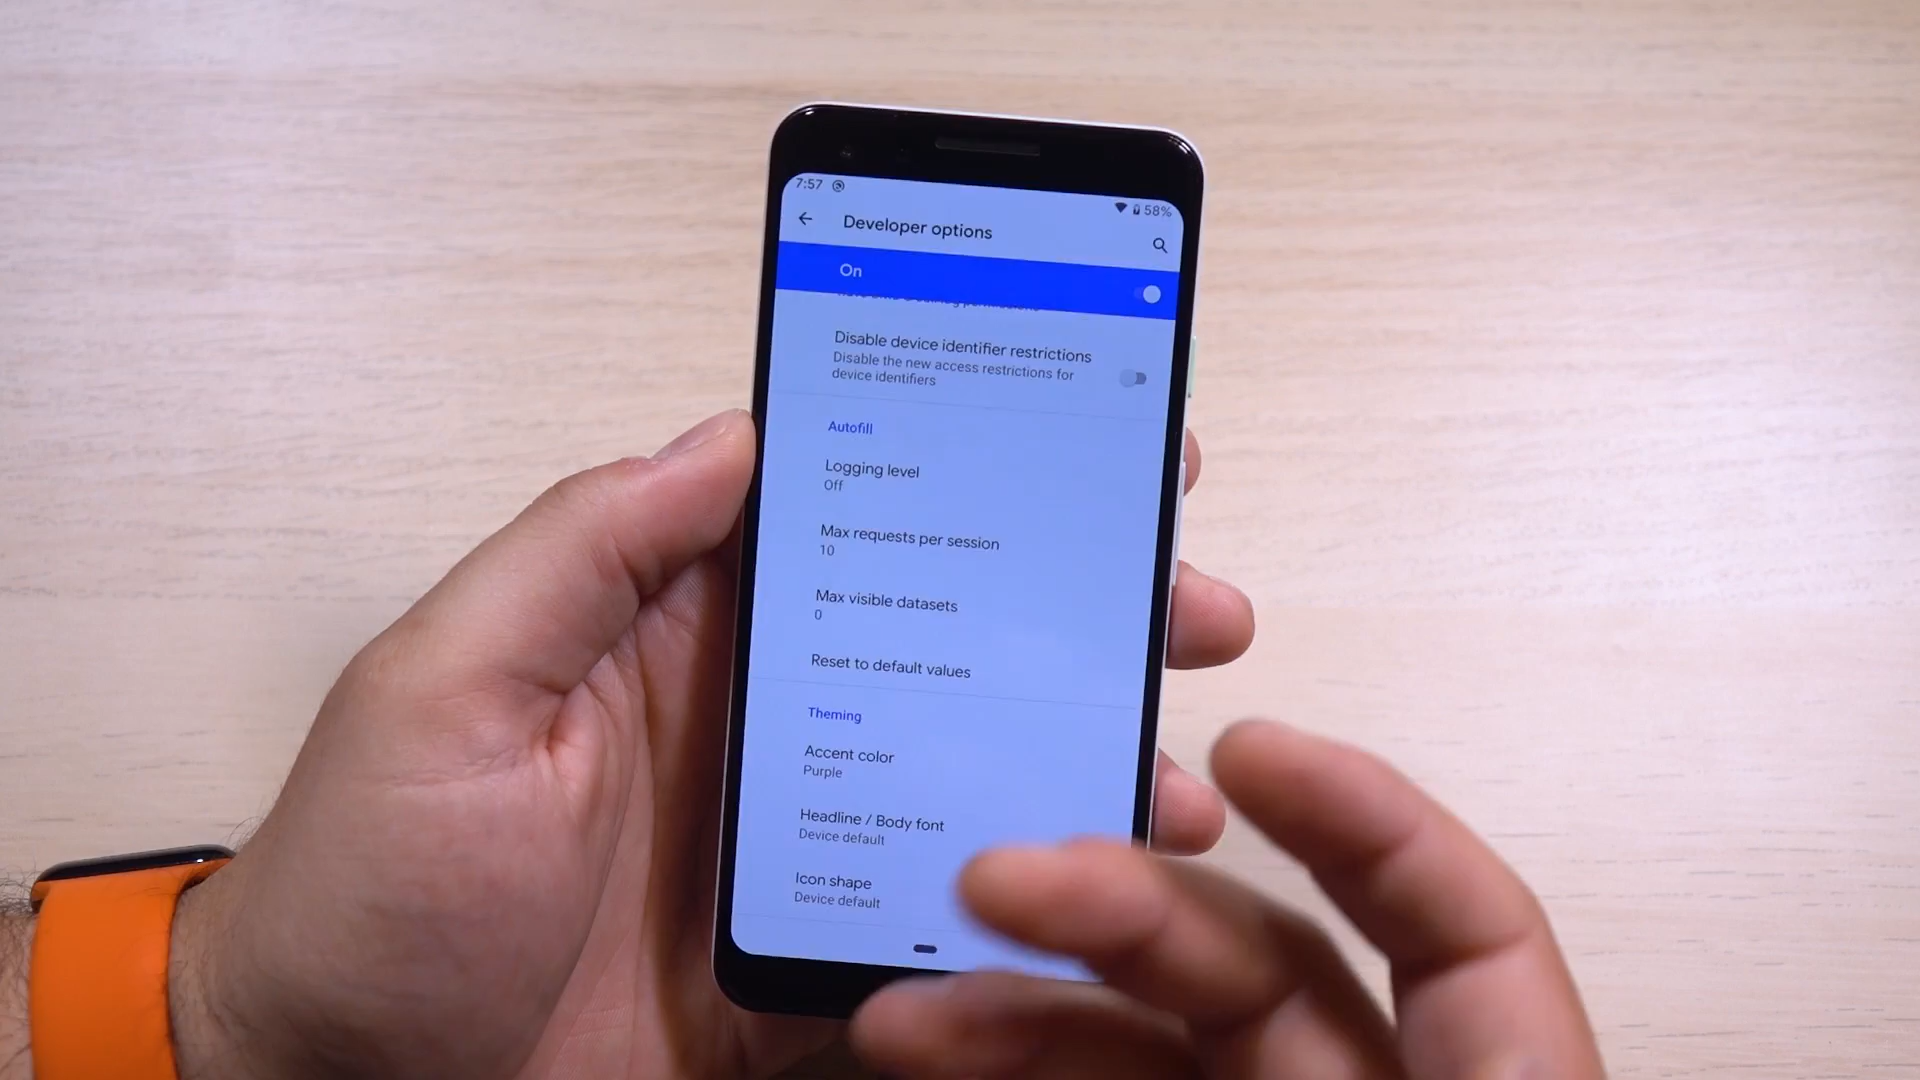 7:57
58%
Developer options
On
Disable device identifier restrictions
Disable the new access restrictions for
device identifiers
Autofill
Logging level
Off
Max requests per session
10
Max visible datasets
0
Reset to default values
Theming
Accent color
Purple
Headline / Body font
Device default
Icon shape
Device default